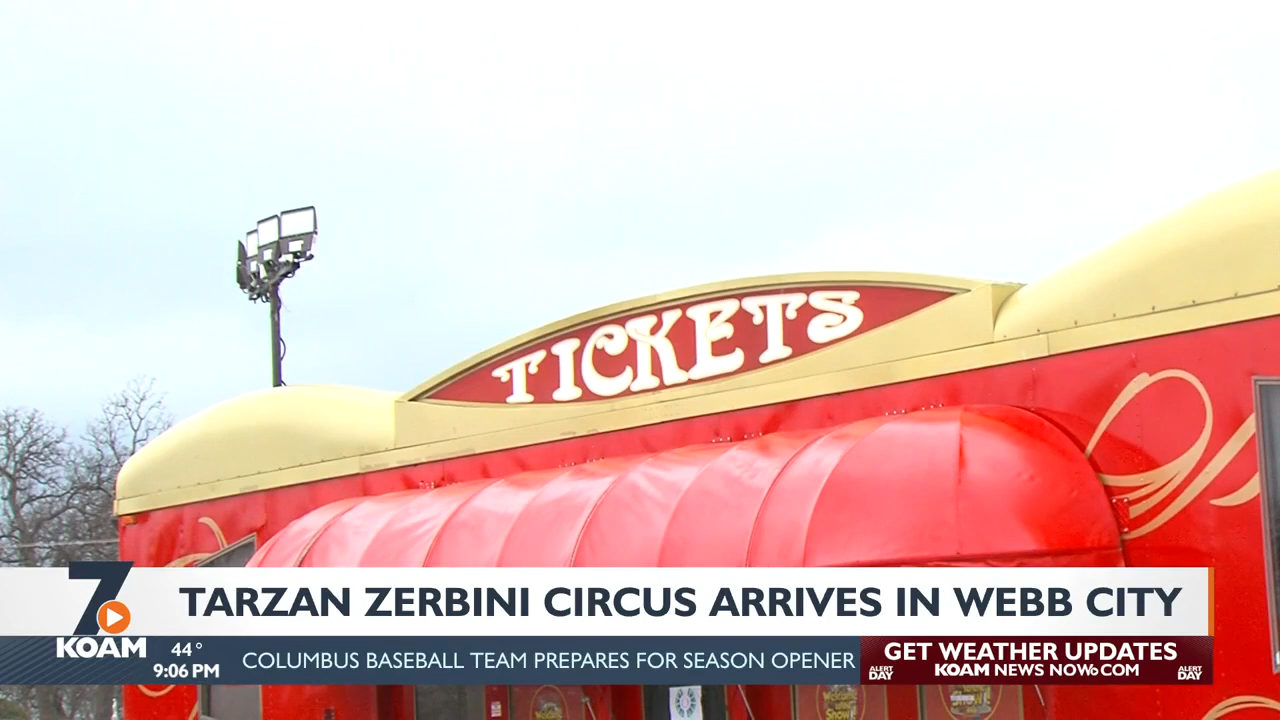 TICKETS
TARZAN ZERBINI CIRCUS ARRIVES IN WEBB CITY
7
KOAM
44°
9:06 PM
COLUMBUS BASEBALL TEAM PREPARES FOR SEASON OPENER
GET WEATHER UPDATES
ALERT DAY
KOAM NEWS NOW.COM
ALERT DAY